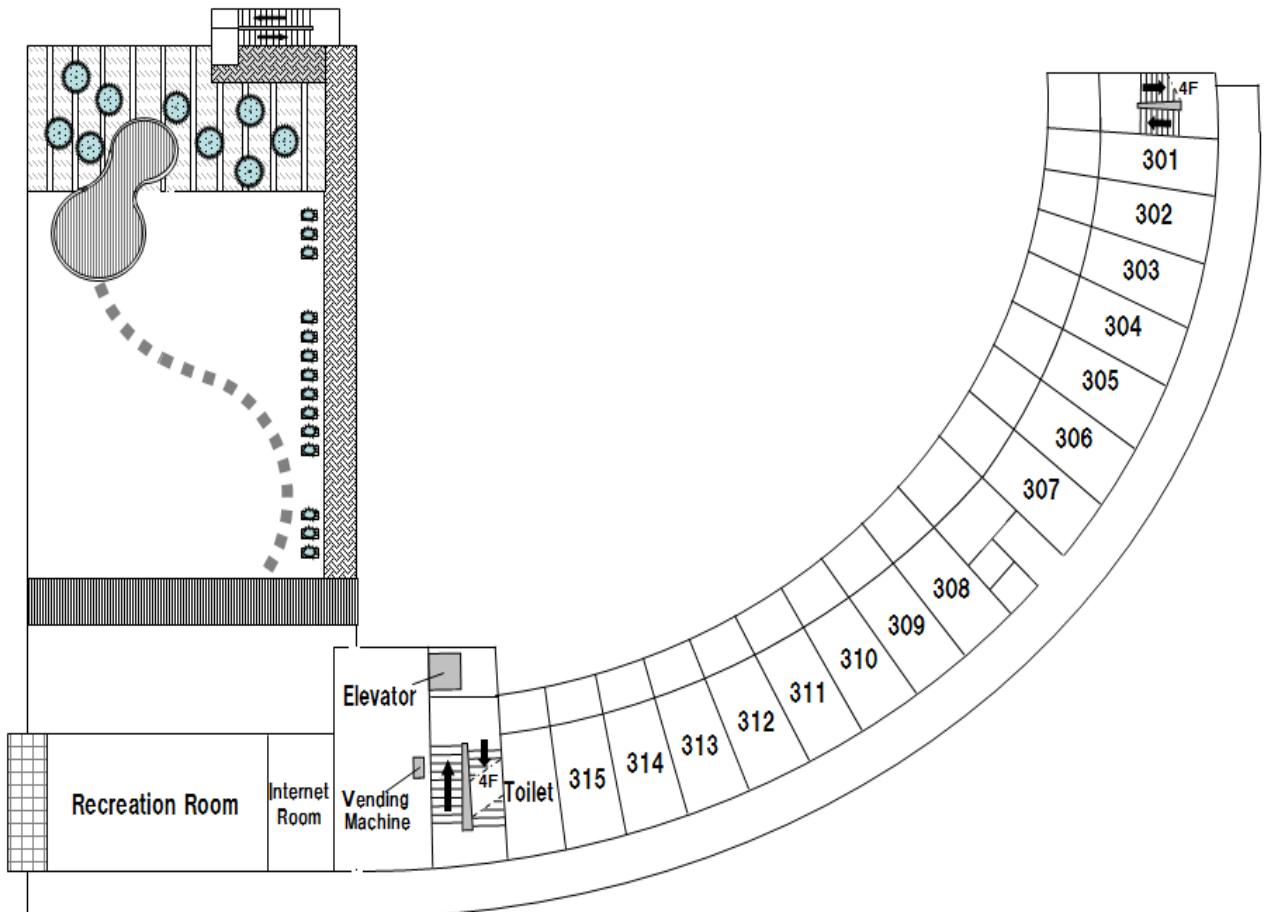 4F
301
302
303
304
305
306
307
308
309
310
311
312
313
314
315
Toilet
4F
Elevator
Vending
Machine
Internet
Room
Recreation Room